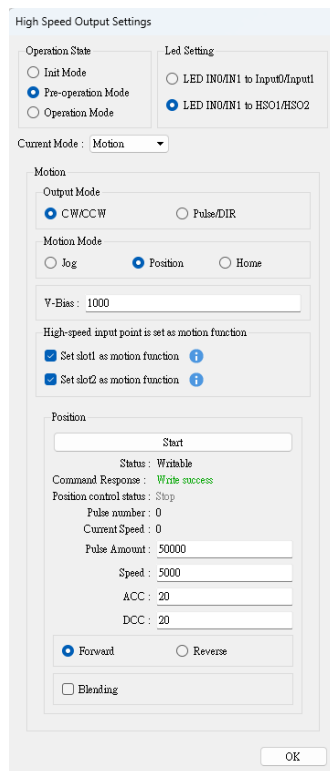 High Speed Output Settings
Operation State
Init Mode
Pre-operation Mode
Operation Mode
Led Setting
LED IN0/IN1 to Input0/Input1
LED IN0/IN1 to HSO1/HSO2
Current Mode : Motion
Motion
Output Mode
CW/CCW Pulse/DIR
Motion Mode
Jog Position Home
V-Bias : 1000
High-speed input point is set as motion function
Set slot1 as motion function
Set slot2 as motion function
Position
Start
Status : Writable
Command Response : Write success
Position control status : Stop
Pulse number : 0
Current Speed : 0
Pulse Amount : 50000
Speed : 5000
ACC : 20
DCC : 20
Forward Reverse
Blending
OK